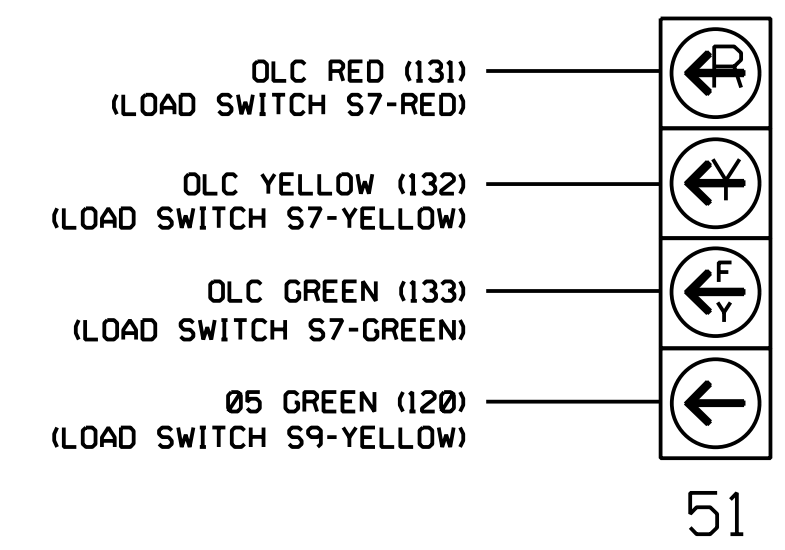 OLC RED (131)
(LOAD SWITCH S7-RED)
R
OLC YELLOW (132)
(LOAD SWITCH S7-YELLOW)
Y
OLC GREEN (133)
(LOAD SWITCH S7-GREEN)
F
Y
Ø5 GREEN (120)
(LOAD SWITCH S9-YELLOW)
51